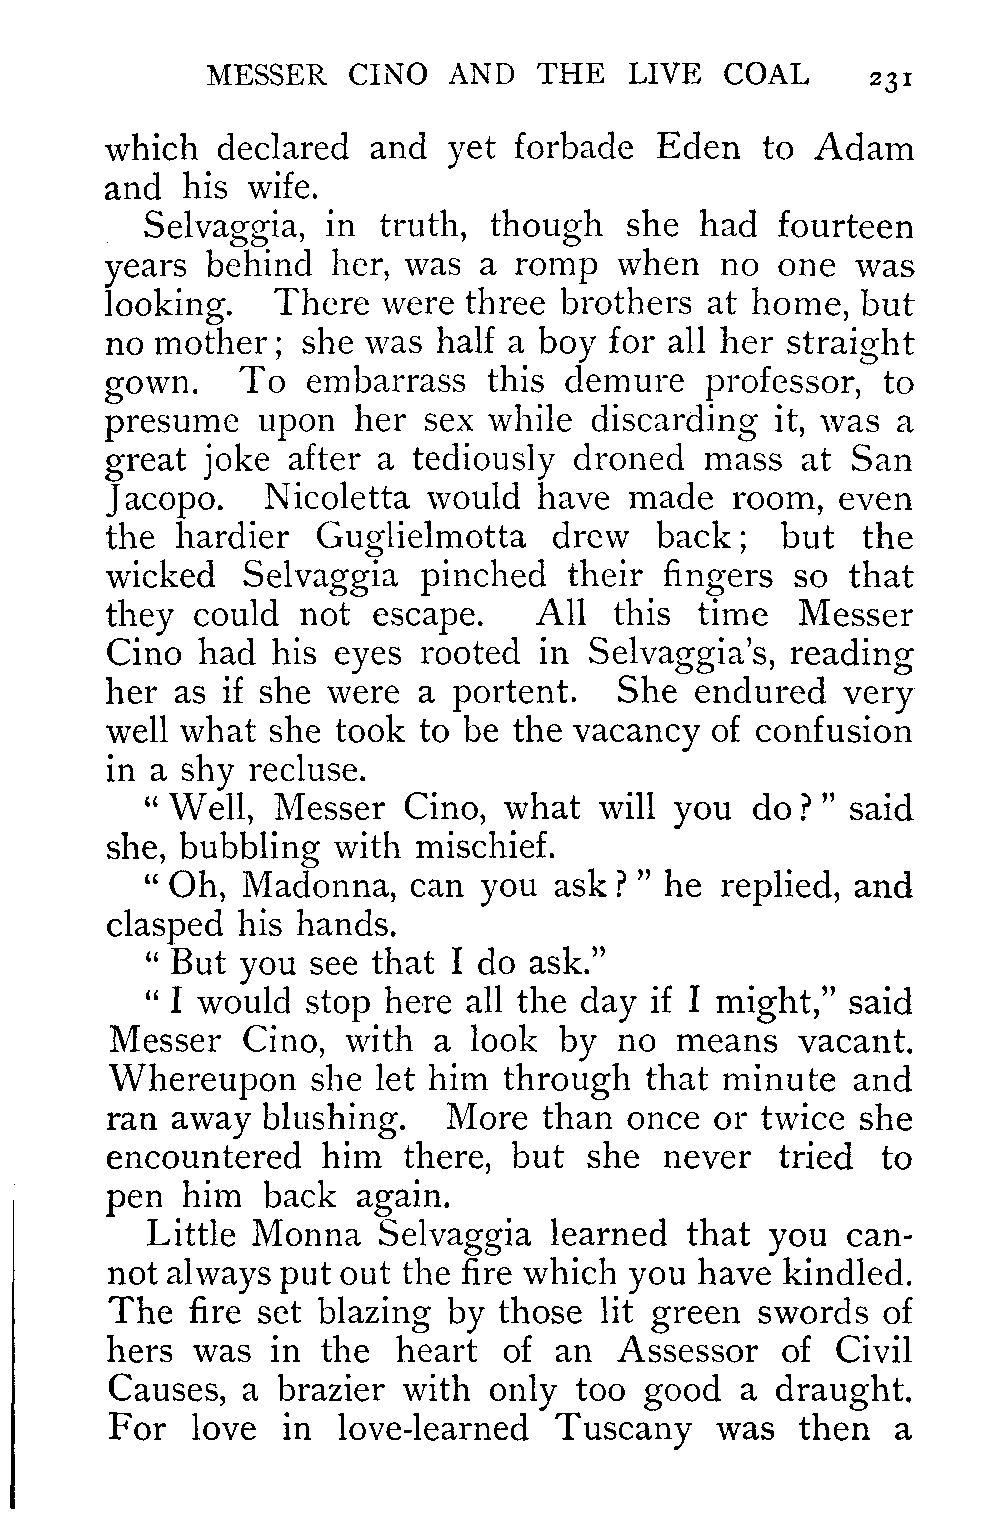 MESSER CINO AND THE LIVE COAL 231
which declared and yet forbade Eden to Adam
and his wife.
Selvaggia, in truth, though she had fourteen
years behind her, was a romp when no one was
looking. There were three brothers at home, but
no mother; she was half a boy for all her straight
gown. To embarrass this demure professor, to
presume upon her sex while discarding it, was a
great joke after a tediously droned mass at San
Jacopo. Nicoletta would have made room, even
the hardier Guglielmotta drew back; but the
wicked Selvaggia pinched their fingers so that
they could not escape. All this time Messer
Cino had his eyes rooted in Selvaggia's, reading
her as if she were a portent. She endured very
well what she took to be the vacancy of confusion
in a shy recluse.
“Well, Messer Cino, what will you do?” said
she, bubbling with mischief.
“Oh, Madonna, can you ask?” he replied, and
clasped his hands.
“But you see that I do ask.”
“I would stop here all the day if I might,” said
Messer Cino, with a look by no means vacant.
Whereupon she let him through that minute and
ran away blushing. More than once or twice she
encountered him there, but she never tried to
pen him back again.
Little Monna Selvaggia learned that you can-
not always put out the fire which you have kindled.
The fire set blazing by those lit green swords of
hers was in the heart of an Assessor of Civil
Causes, a brazier with only too good a draught.
For love in love-learned Tuscany was then a